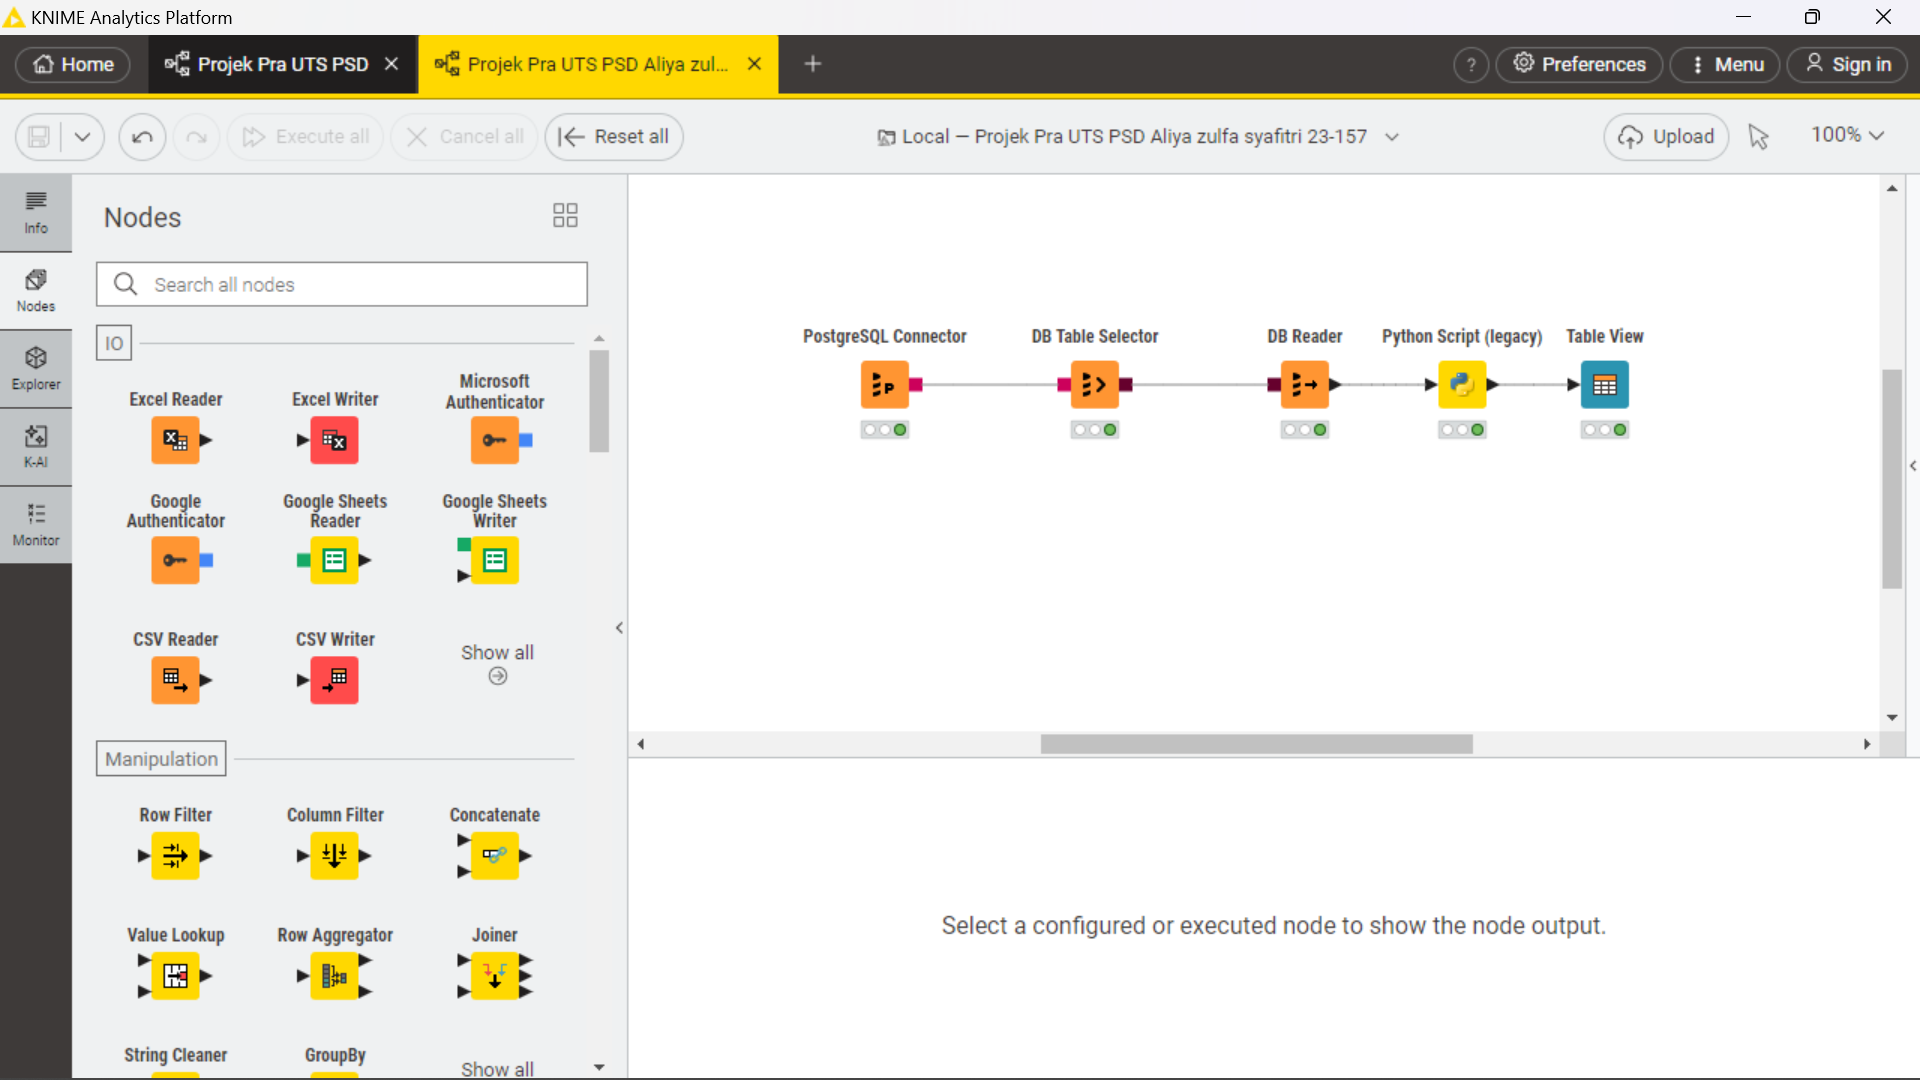 KNIME Analytics Platform
Home
Projek Pra UTS PSD
Projek Pra UTS PSD Aliya zul...
?
Preferences
Menu
Sign in
Execute all
Cancel all
Reset all
Local — Projek Pra UTS PSD Aliya zulfa syafitri 23-157
Upload
100%
Info
Nodes
Explorer
K-AI
Monitor
Nodes
Search all nodes
IO
Excel Reader
Excel Writer
Microsoft
Authenticator
Google
Authenticator
Google Sheets
Reader
Google Sheets
Writer
CSV Reader
CSV Writer
Show all
Manipulation
Row Filter
Column Filter
Concatenate
Value Lookup
Row Aggregator
Joiner
String Cleaner
GroupBy
Show all
PostgreSQL Connector
DB Table Selector
DB Reader
Python Script (legacy)
Table View
P
Select a configured or executed node to show the node output.